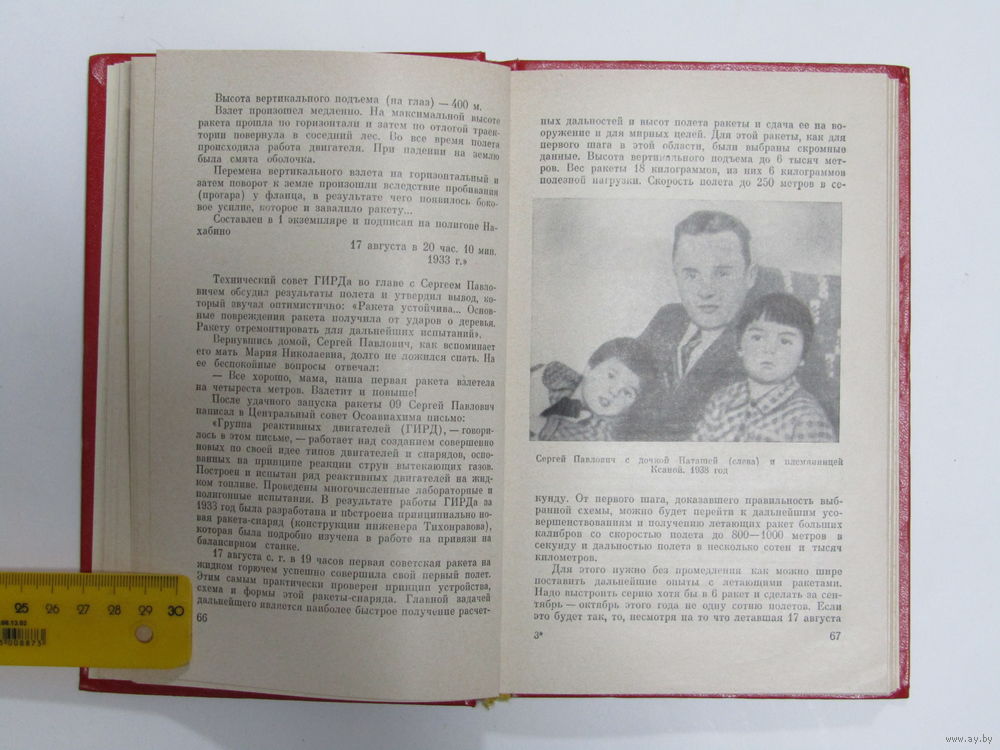 Высота вертикального подъема (на глаз) — 400 м.
Взлет произошел медленно. На максимальной высоте
ракета прошла по горизонтали и затем по отлогой траек-
тории повернула в соседний лес. Во все время полета
происходила работа двигателя. При падении на землю
была смята оболочка.
Перемена вертикального взлета на горизонтальный и
затем поворот к земле произошли вследствие пробивания
(прогара) у фланца, в результате чего появилось боко-
вое усилие, которое и завалило ракету...
Составлен в 1 экземпляре и подписан на полигоне На-
хабино
17 августа в 20 час. 10 мин.
1933 г.»
Технический совет ГИРДа во главе с Сергеем Павло-
вичем обсудил результаты полета и утвердил вывод, ко-
торый звучал оптимистично: «Ракета устойчива... Основ-
ные повреждения ракета получила от ударов о деревья.
Ракету отремонтировать для дальнейших испытаний».
Вернувшись домой, Сергей Павлович, как вспоминает
его мать Мария Николаевна, долго не ложился спать. На
ее беспокойные вопросы отвечал:
— Все хорошо, мама, наша первая ракета взлетела
на четыреста метров. Взлетит и повыше!
После удачного запуска ракеты 09 Сергей Павлович
написал в Центральный совет Осоавиахима письмо:
«Группа реактивных двигателей (ГИРД), — говори-
лось в этом письме, — работает над созданием совершенно
новых по своей идее типов двигателей и снарядов, осно-
ванных на принципе реакции струи вытекающих газов.
Построен и испытан ряд реактивных двигателей на жид-
ком топливе. Проведены многочисленные лабораторные и
полигонные испытания. В результате работы ГИРДа за
1933 год была разработана и построена принципиально но-
вая ракета-снаряд (конструкции инженера Тихонравова),
которая была подробно изучена в работе на привязи на
балансирном станке.
17 августа с. г. в 19 часов первая советская ракета на
жидком горючем успешно совершила свой первый полет.
Этим самым практически проверен принцип устройства,
схема и формы этой ракеты-снаряда. Главной задачей
дальнейшего является наиболее быстрое получение расчет-
66
ных дальностей и высот полета ракеты и сдача ее на во-
оружение и для мирных целей. Для этой ракеты, как для
первого шага в этой области, были выбраны скромные
данные. Высота вертикального подъема до 6 тысяч мет-
ров. Вес ракеты 18 килограммов, из них 6 килограммов
полезной нагрузки. Скорость полета до 250 метров в се-
Сергей Павлович с дочкой Наташей (слева) и племянницей
Ксаной. 1938 год
кунду. От первого шага, доказавшего правильность выб-
ранной схемы, можно будет перейти к дальнейшим усо-
вершенствованиям и получению летающих ракет больших
калибров со скоростью полета до 800—1000 метров в
секунду и дальностью полета в несколько сотен и тысяч
километров.
Для этого нужно без промедления как можно шире
поставить дальнейшие опыты с летающими ракетами.
Надо выстроить серию хотя бы в 6 ракет и сделать за сен-
тябрь — октябрь этого года не одну сотню полетов. Если
это будет так, то, несмотря на то что летавшая 17 августа
3*
67
25 26 27 28 29 30
www.ay.by